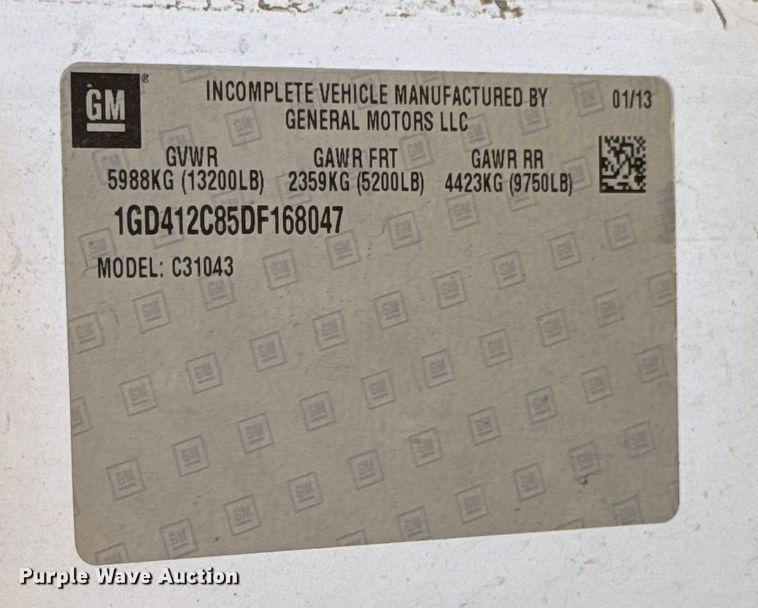 GM
INCOMPLETE VEHICLE MANUFACTURED BY
GENERAL MOTORS LLC
01/13
GVWR GAWR FRT GAWR RR
5988KG (13200LB) 2359KG (5200LB) 4423KG (9750LB)
1GD412C85DF168047
MODEL: C31043
Purple Wave Auction